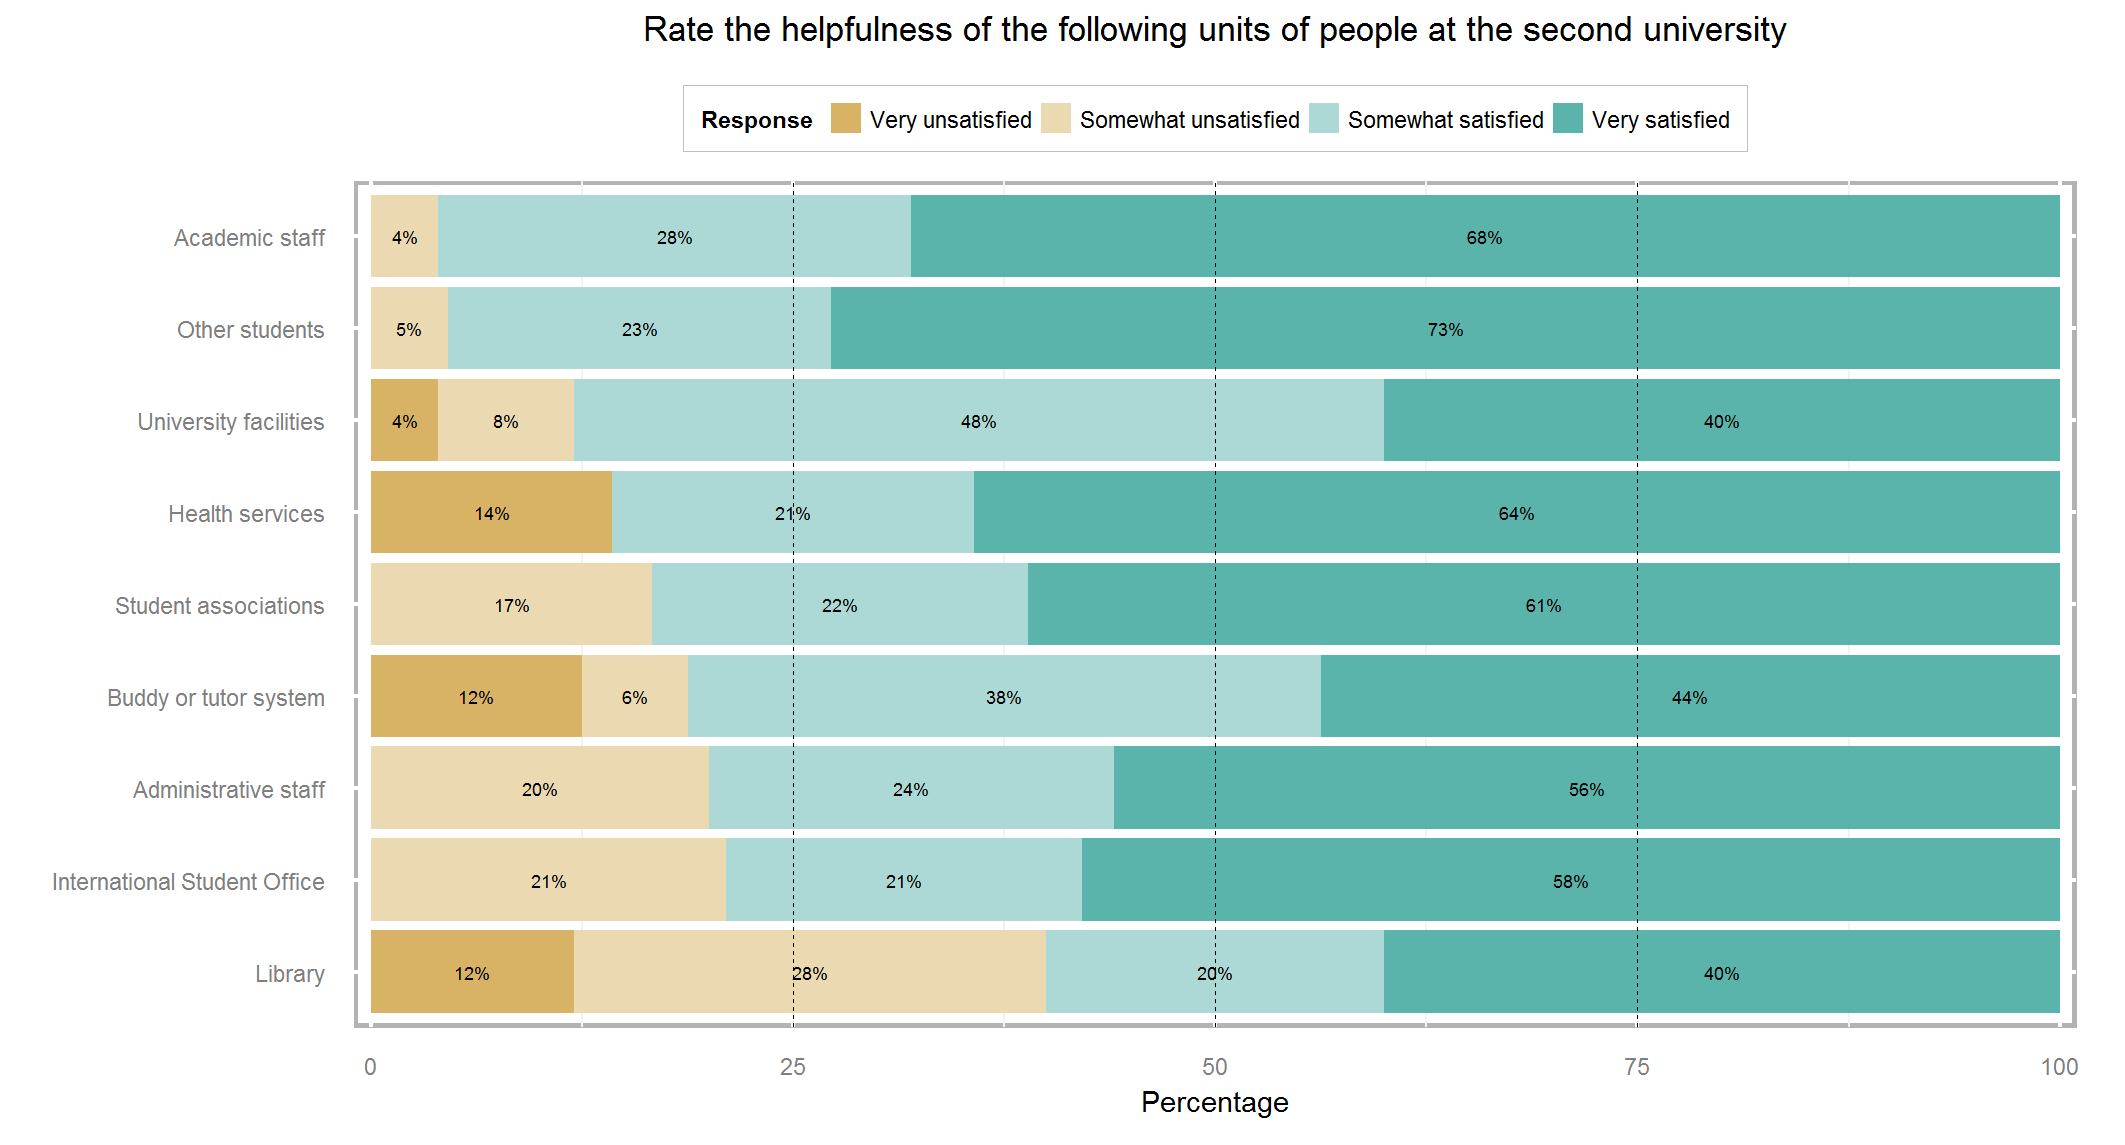 Rate the helpfulness of the following units of people at the second university
Response Very unsatisfied Somewhat unsatisfied Somewhat satisfied Very satisfied
Academic staff 4% 28% 68%
Other students 5% 23% 73%
University facilities 4% 8% 48% 40%
Health services 14% 21% 64%
Student associations 17% 22% 61%
Buddy or tutor system 12% 6% 38% 44%
Administrative staff 20% 24% 56%
International Student Office 21% 21% 58%
Library 12% 28% 20% 40%
0 25 50 75 100
Percentage